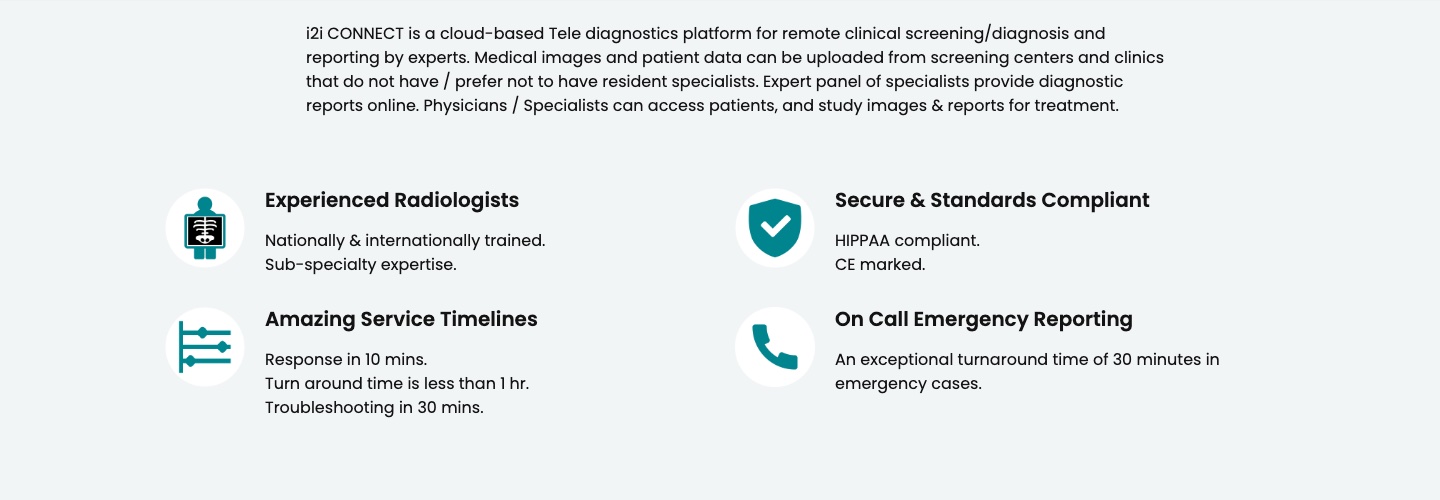 i2i CONNECT is a cloud-based Tele diagnostics platform for remote clinical screening/diagnosis and
reporting by experts. Medical images and patient data can be uploaded from screening centers and clinics
that do not have / prefer not to have resident specialists. Expert panel of specialists provide diagnostic
reports online. Physicians / Specialists can access patients, and study images & reports for treatment.
Experienced Radiologists
Nationally & internationally trained.
Sub-specialty expertise.
Secure & Standards Compliant
HIPPAA compliant.
CE marked.
Amazing Service Timelines
Response in 10 mins.
Turn around time is less than 1 hr.
Troubleshooting in 30 mins.
On Call Emergency Reporting
An exceptional turnaround time of 30 minutes in
emergency cases.